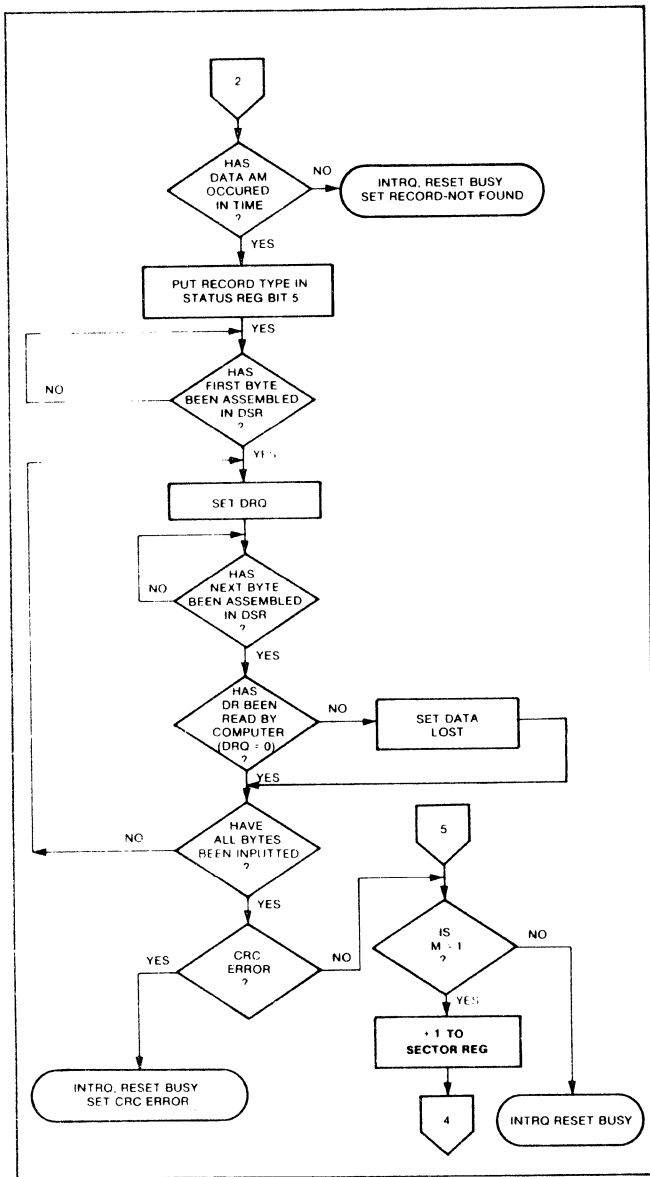 2
HAS
DATA AM
OCCURED
IN TIME
?
NO
INTRQ, RESET BUSY
SET RECORD-NOT FOUND
YES
PUT RECORD TYPE IN
STATUS REG BIT 5
YES
HAS
FIRST BYTE
BEEN ASSEMBLED
IN DSR
?
NO
YES
SET DRQ
HAS
NEXT BYTE
BEEN ASSEMBLED
IN DSR
?
NO
YES
HAS
DR BEEN
READ BY
COMPUTER
(DRQ = 0)
?
NO
SET DATA
LOST
YES
HAVE
ALL BYTES
BEEN INPUTTED
?
NO
YES
5
CRC
ERROR
?
YES
NO
IS
M = 1
?
NO
YES
+ 1 TO
SECTOR REG
INTRQ, RESET BUSY
SET CRC ERROR
4
INTRQ RESET BUSY